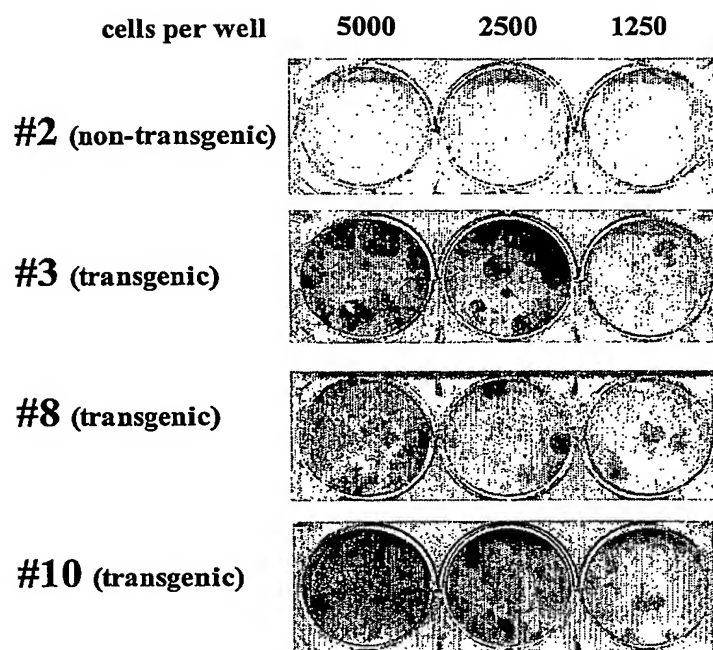 cells per well 5000 2500 1250
#2 (non-transgenic)
#3 (transgenic)
#8 (transgenic)
#10 (transgenic)